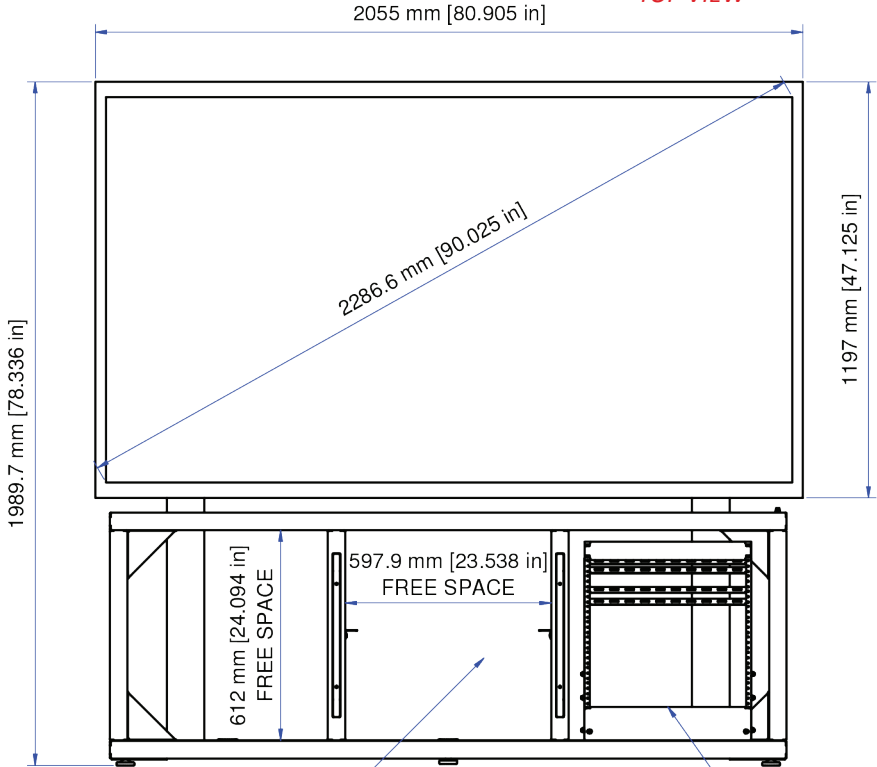 2055 mm [80.905 in]
2286.6 mm [90.025 in]
1197 mm [47.125 in]
1989.7 mm [78.336 in]
597.9 mm [23.538 in]
FREE SPACE
612 mm [24.094 in]
FREE SPACE